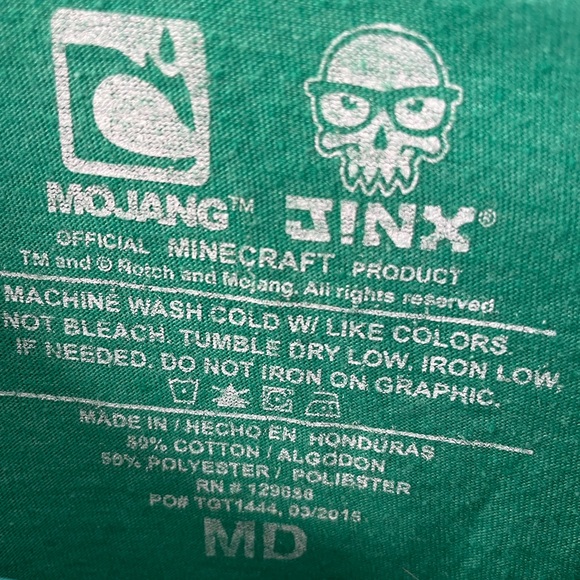 MOJANG™ J!NX®
OFFICIAL MINECRAFT PRODUCT
TM and © Notch and Mojang. All rights reserved.
MACHINE WASH COLD W/ LIKE COLORS.
NOT BLEACH. TUMBLE DRY LOW. IRON LOW,
IF NEEDED. DO NOT IRON ON GRAPHIC.
MADE IN / HECHO EN HONDURAS
50% COTTON / ALGODON
50% POLYESTER / POLIESTER
RN # 129686
PO# TGT1444, 03/2015
MD